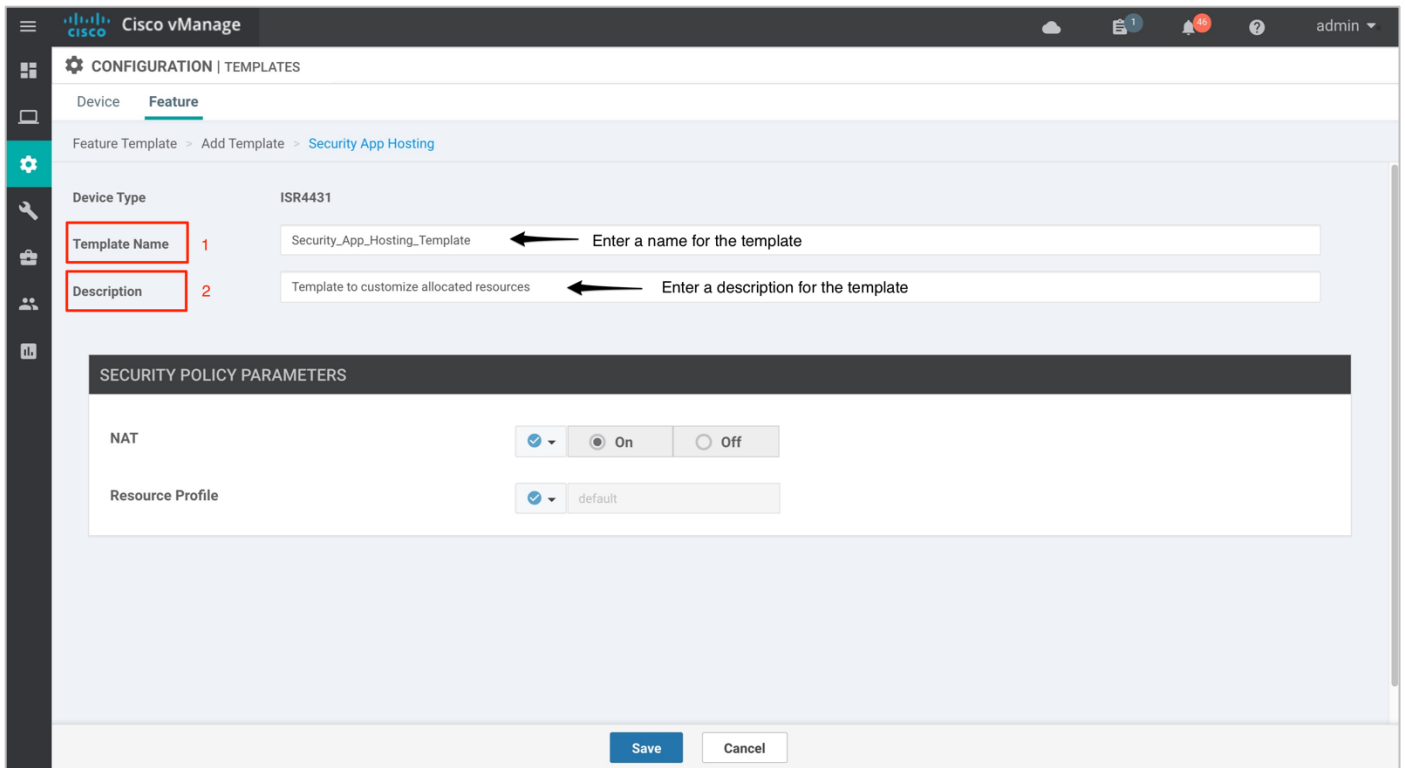 cisco Cisco vManage 1 46 admin
CONFIGURATION | TEMPLATES
Device Feature
Feature Template > Add Template > Security App Hosting
Device Type ISR4431
Template Name 1 Security_App_Hosting_Template Enter a name for the template
Description 2 Template to customize allocated resources Enter a description for the template
SECURITY POLICY PARAMETERS
NAT On Off
Resource Profile default
Save Cancel